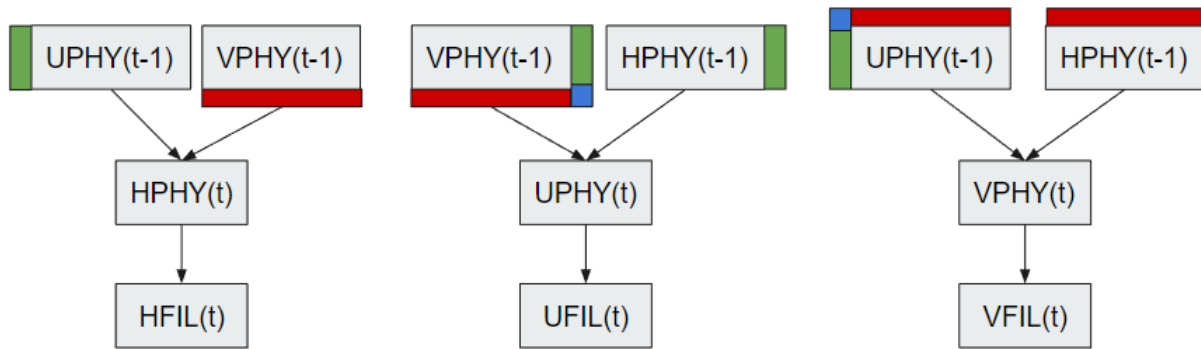 UPHY(t-1) VPHY(t-1) VPHY(t-1) HPHY(t-1) UPHY(t-1) HPHY(t-1)
HPHY(t) UPHY(t) VPHY(t)
HFIL(t) UFIL(t) VFIL(t)